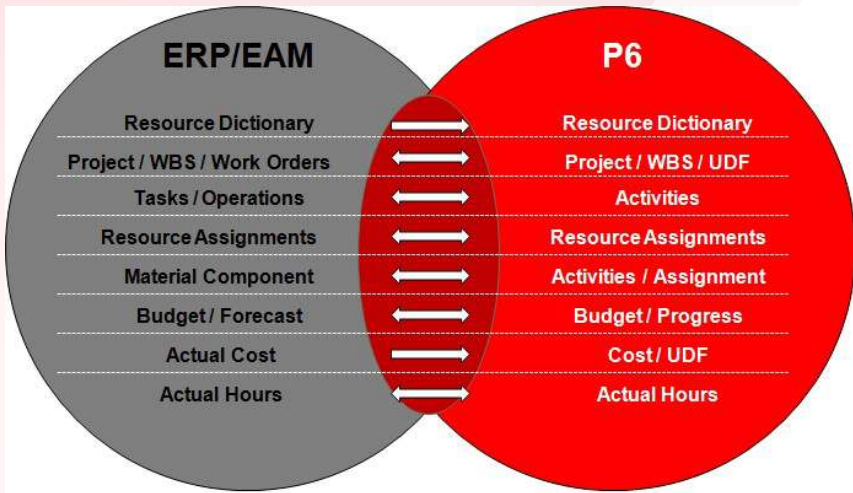 ERP/EAM P6
Resource Dictionary Resource Dictionary
Project / WBS / Work Orders Project / WBS / UDF
Tasks / Operations Activities
Resource Assignments Resource Assignments
Material Component Activities / Assignment
Budget / Forecast Budget / Progress
Actual Cost Cost / UDF
Actual Hours Actual Hours